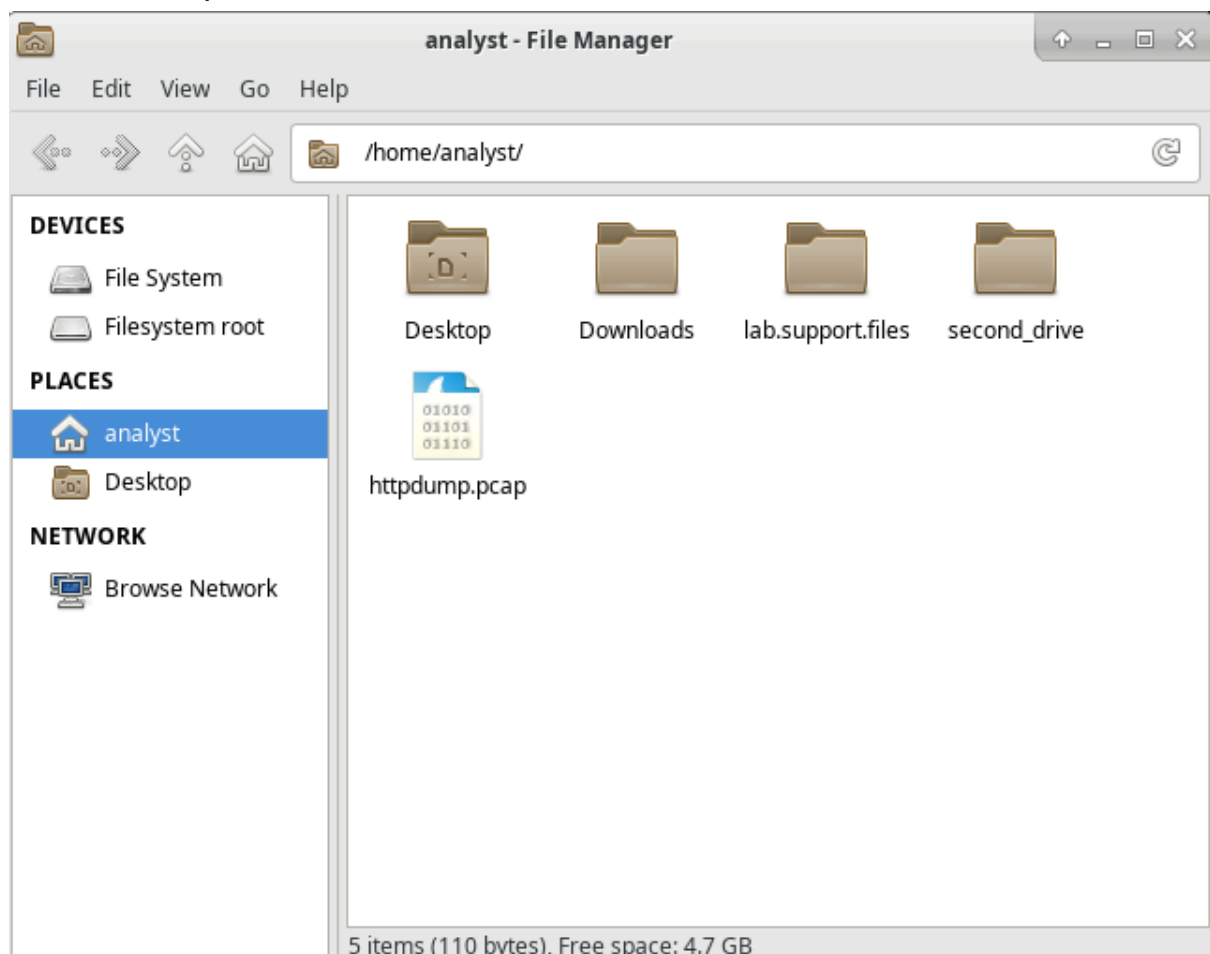 analyst - File Manager
File Edit View Go Help
/home/analyst/
DEVICES
File System
Filesystem root
PLACES
analyst
Desktop
NETWORK
Browse Network
D
Desktop Downloads lab.support.files second_drive
01010
01101
01110
httpdump.pcap
5 items (110 bytes), Free space: 4.7 GB